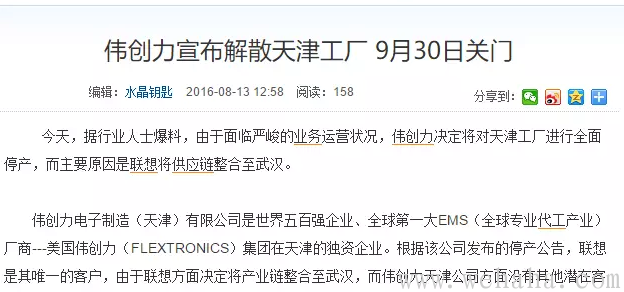 伟创力宣布解散天津工厂 9月30日关门
编辑：水晶钥匙 2016-08-13 12:58 阅读：158
分享到：
今天，据行业人士爆料，由于面临严峻的业务运营状况，伟创力决定将对天津工厂进行全面
停产，而主要原因是联想将供应链整合至武汉。
伟创力电子制造（天津）有限公司是世界五百强企业、全球第一大EMS（全球专业代工产业）
厂商---美国伟创力（FLEXTRONICS）集团在天津的独资企业。根据该公司发布的停产公告，联想
是其唯一的客户，由于联想方面决定将产业链整合至武汉，而伟创力天津公司方面没有其他潜在客